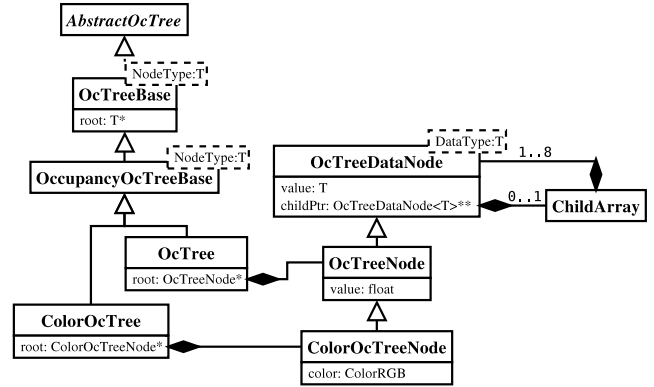 AbstractOcTree
NodeType:T
OcTreeBase
root: T*
NodeType:T
OccupancyOcTreeBase
DataType:T
OcTreeDataNode
value: T
childPtr: OcTreeDataNode<T>**
1..8
0..1
ChildArray
OcTree
root: OcTreeNode*
OcTreeNode
value: float
ColorOcTree
root: ColorOcTreeNode*
ColorOcTreeNode
color: ColorRGB